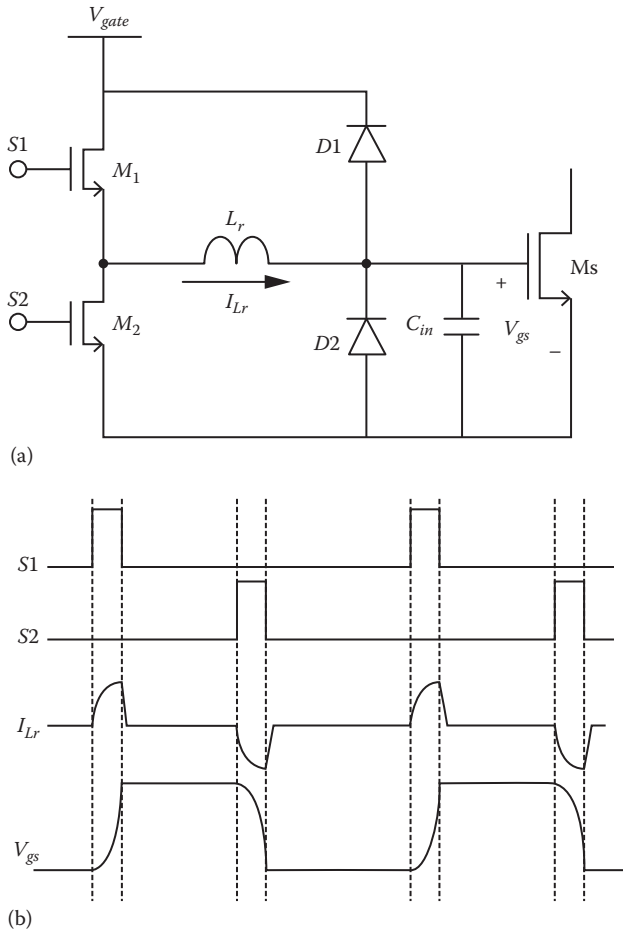 V_gate
S1
M_1
D1
L_r
I_Lr
Ms
S2
M_2
D2
C_in
+
V_gs
−
(a)
S1
S2
I_Lr
V_gs
(b)